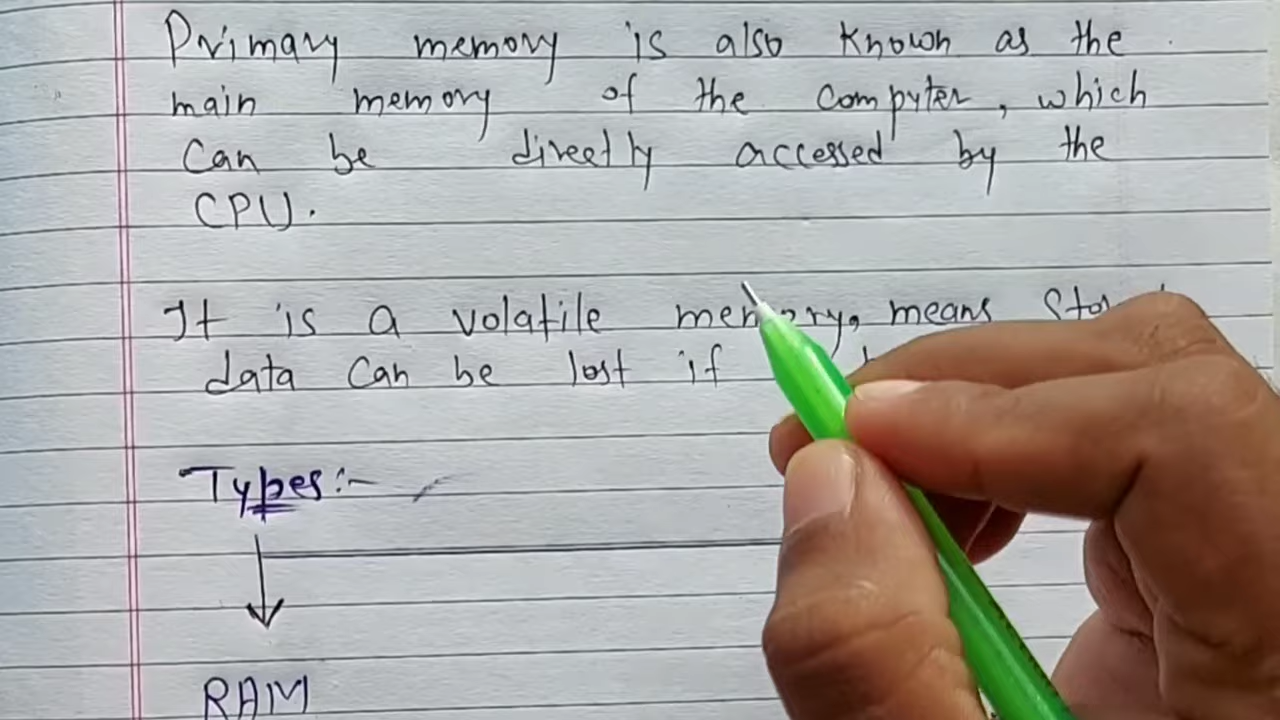 Primary memory is also known as the
main memory of the computer, which
can be directly accessed by the
CPU.
It is a volatile memory, means
data can be lost if
Types:-
RAM